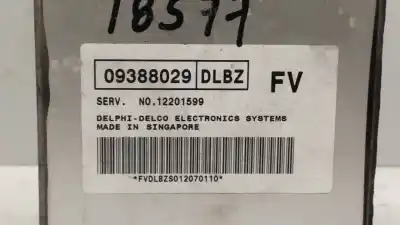 18577
09388029 DLBZ FV
SERV. NO.12201599
DELPHI-DELCO ELECTRONICS SYSTEMS
MADE IN SINGAPORE
*FVDLBZS012070110*